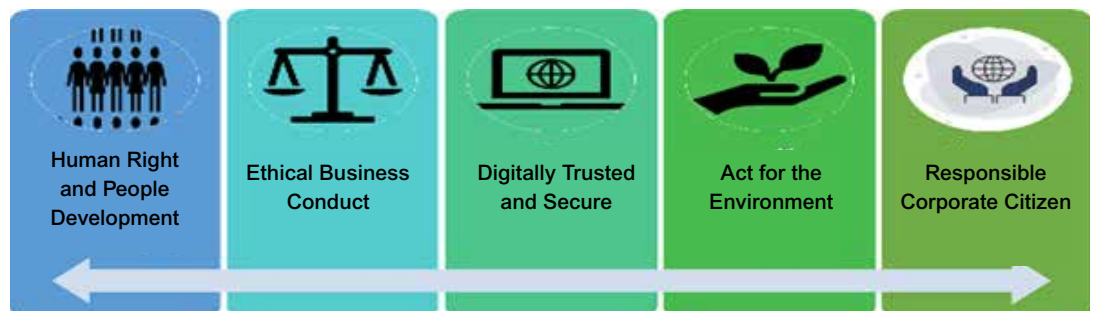 Human Right
and People
Development
Ethical Business
Conduct
Digitally Trusted
and Secure
Act for the
Environment
Responsible
Corporate Citizen